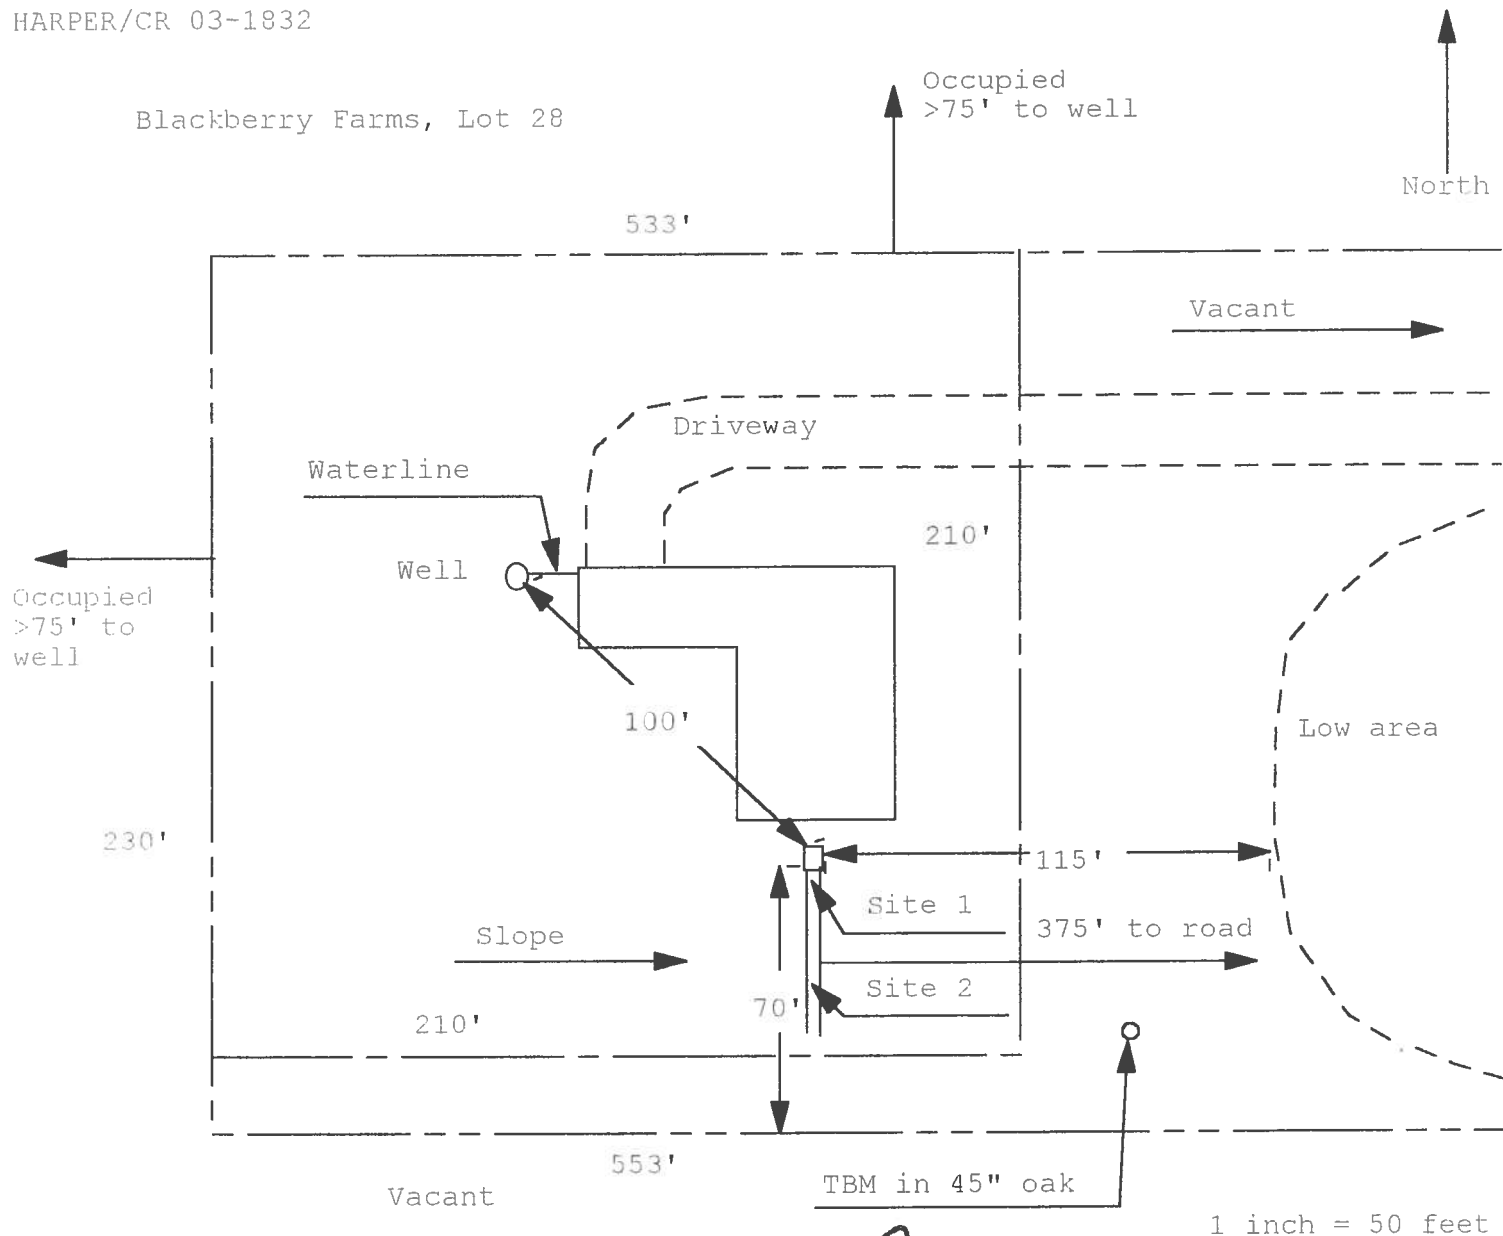 HARPER/CR 03-1832
Occupied
>75' to well
Blackberry Farms, Lot 28
North
533'
Vacant
Driveway
Waterline
210'
Well
Occupied
>75' to
well
100'
Low area
230'
115'
Site 1
375' to road
Slope
Site 2
70'
210'
553'
TBM in 45" oak
Vacant
1 inch = 50 feet